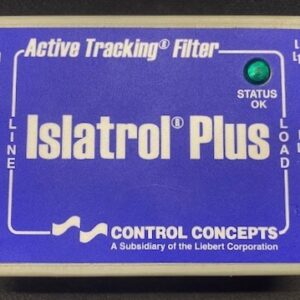 Active Tracking® Filter
STATUS
OK
LINE
Islatrol® Plus
LOAD
CONTROL CONCEPTS
A Subsidiary of the Liebert Corporation